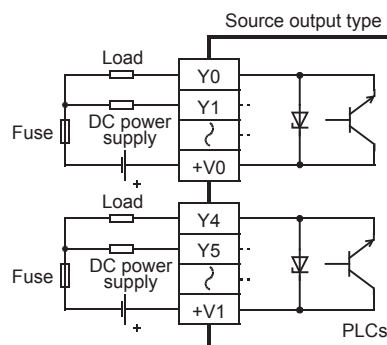 Source output type
Load
Y0
Y1
DC power
supply
Fuse
+V0
+
Load
Y4
Y5
DC power
supply
Fuse
+V1
+
PLCs